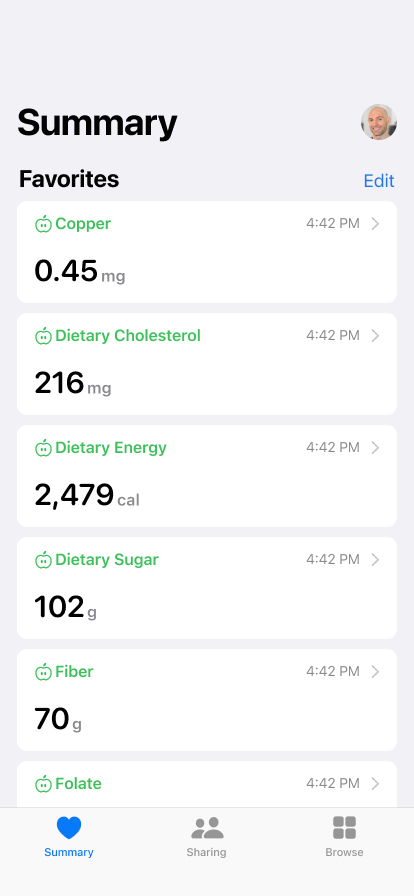 Summary
Favorites
Edit
Copper
4:42 PM
0.45 mg
Dietary Cholesterol
4:42 PM
216 mg
Dietary Energy
4:42 PM
2,479 cal
Dietary Sugar
4:42 PM
102 g
Fiber
4:42 PM
70 g
Folate
4:42 PM
Summary
Sharing
Browse